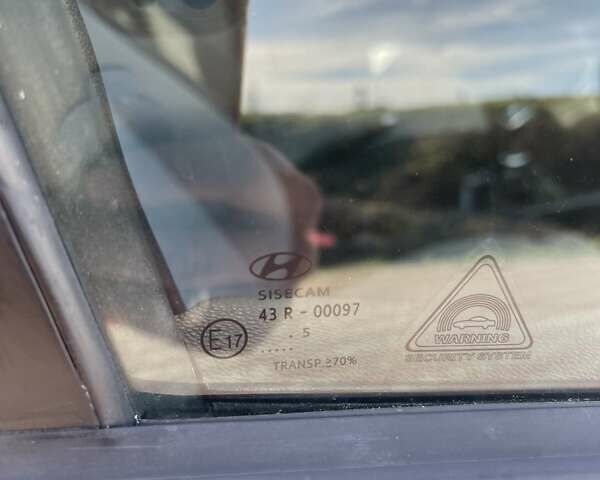 SISECAM
43 R - 00097
E17
. 5
.....
TRANSP.≥70%
WARNING
SECURITY SYSTEM